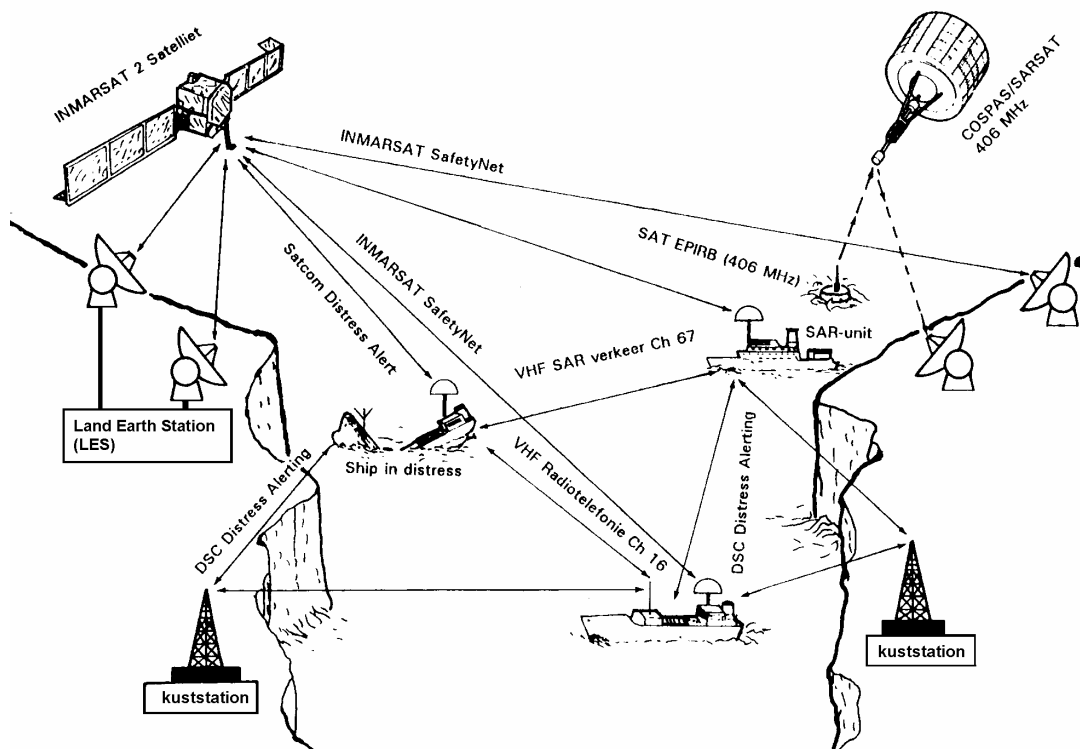 INMARSAT 2 Satelliet
COSPAS/SARSAT
406 MHz
INMARSAT SafetyNet
SAT EPIRB (406 MHz)
INMARSAT SafetyNet
Satcom Distress Alert
SAR-unit
VHF SAR verkeer Ch 67
Land Earth Station
(LES)
Ship in distress
DSC Distress Alerting
VHF Radiotelefonie Ch 16
DSC Distress Alerting
kuststation
kuststation